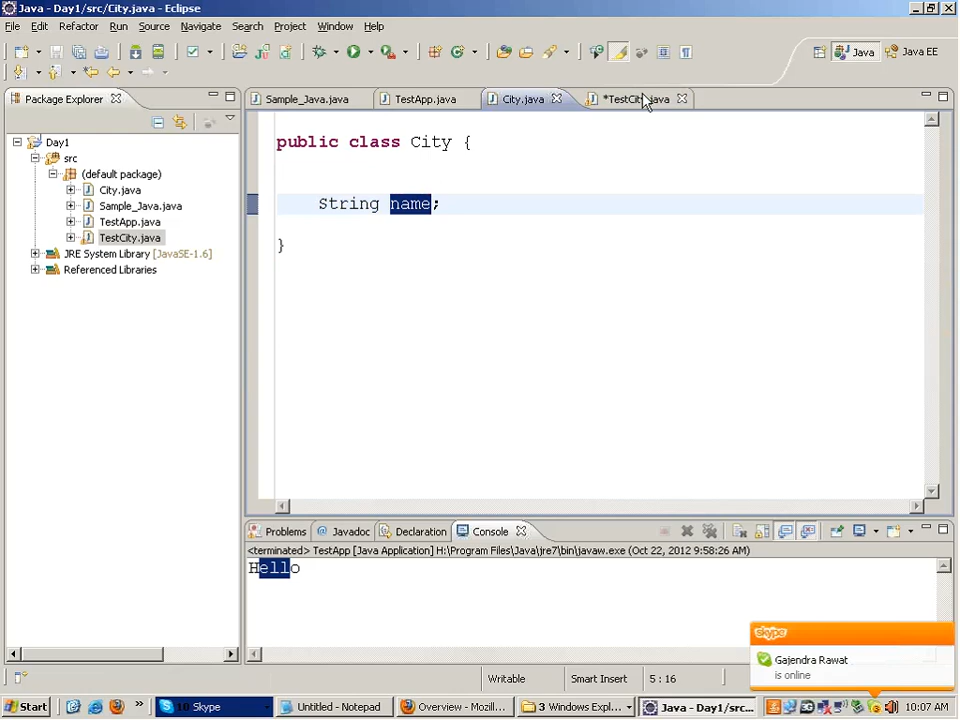 Java - Day1/src/City.java - Eclipse
File Edit Refactor Run Source Navigate Search Project Window Help
Java Java EE
Package Explorer
Sample_Java.java TestApp.java City.java *TestCity.java
Day1
src
(default package)
City.java
Sample_Java.java
TestApp.java
TestCity.java
JRE System Library [JavaSE-1.6]
Referenced Libraries
public class City {
String name;
}
Problems Javadoc Declaration Console
<terminated> TestApp [Java Application] H:\Program Files\Java\jre7\bin\javaw.exe (Oct 22, 2012 9:58:26 AM)
Hello
skype
Gajendra Rawat
is online
Writable Smart Insert 5 : 16
Start Skype Untitled - Notepad Overview - Mozill... 3 Windows Expl... Java - Day1/src... 10:07 AM